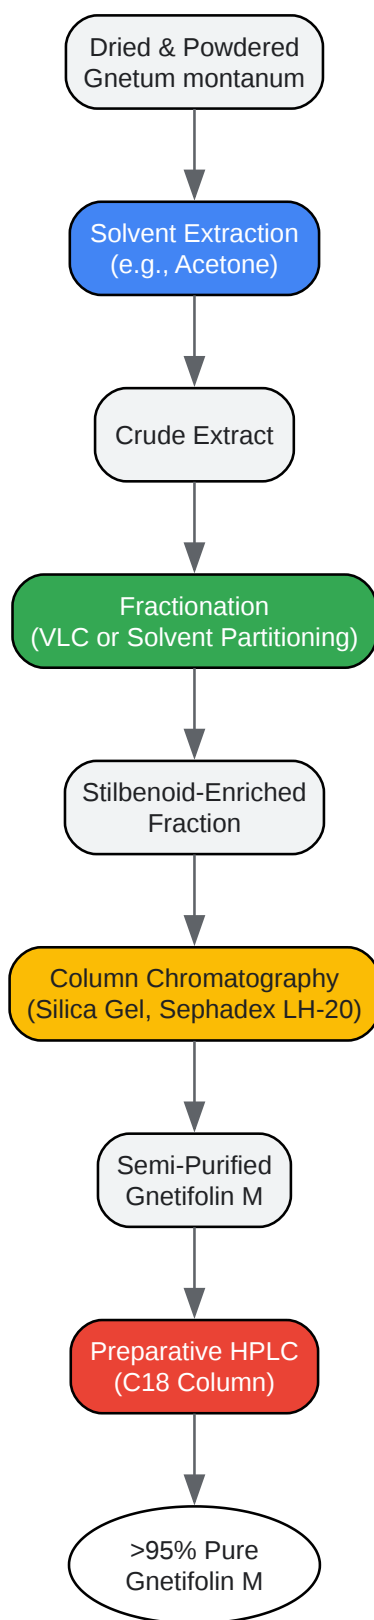 Dried & Powdered
Gnetum montanum
Solvent Extraction
(e.g., Acetone)
Crude Extract
Fractionation
(VLC or Solvent Partitioning)
Stilbenoid-Enriched
Fraction
Column Chromatography
(Silica Gel, Sephadex LH-20)
Semi-Purified
Gnetifolin M
Preparative HPLC
(C18 Column)
>95% Pure
Gnetifolin M